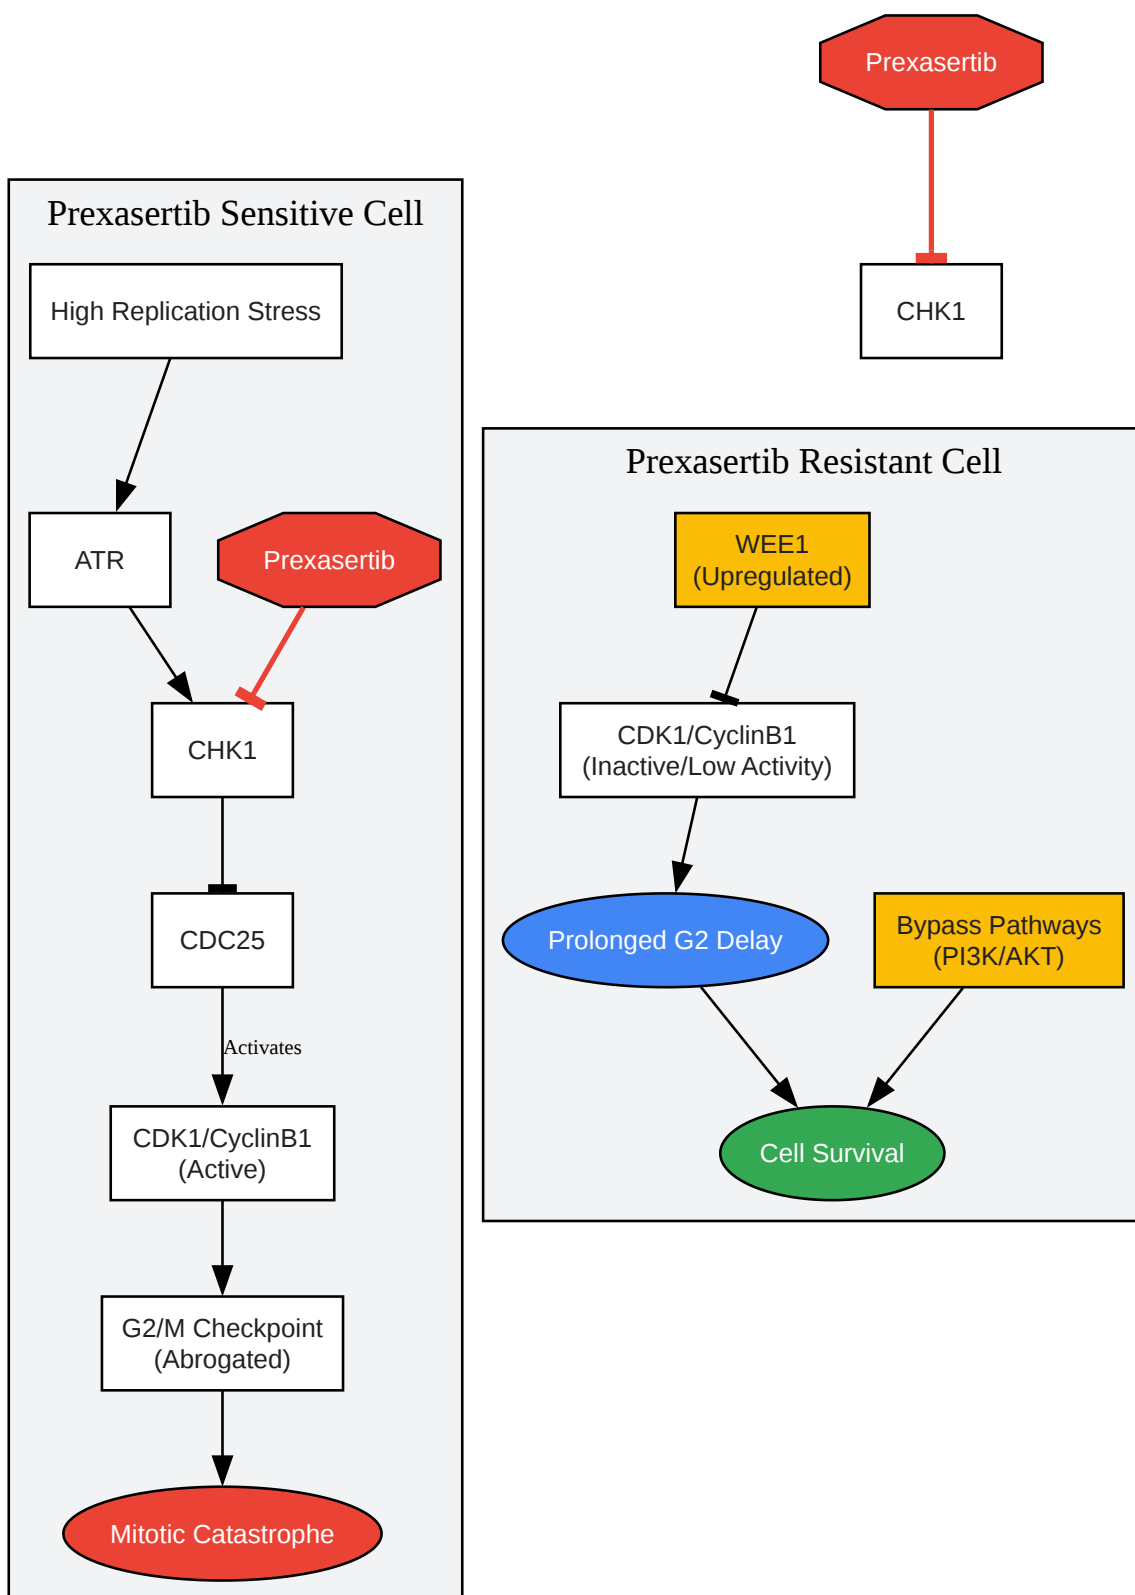 Prexasertib
CHK1
Prexasertib Sensitive Cell
High Replication Stress
ATR
Prexasertib
CHK1
CDC25
Activates
CDK1/CyclinB1
(Active)
G2/M Checkpoint
(Abrogated)
Mitotic Catastrophe
Prexasertib Resistant Cell
WEE1
(Upregulated)
CDK1/CyclinB1
(Inactive/Low Activity)
Prolonged G2 Delay
Bypass Pathways
(PI3K/AKT)
Cell Survival